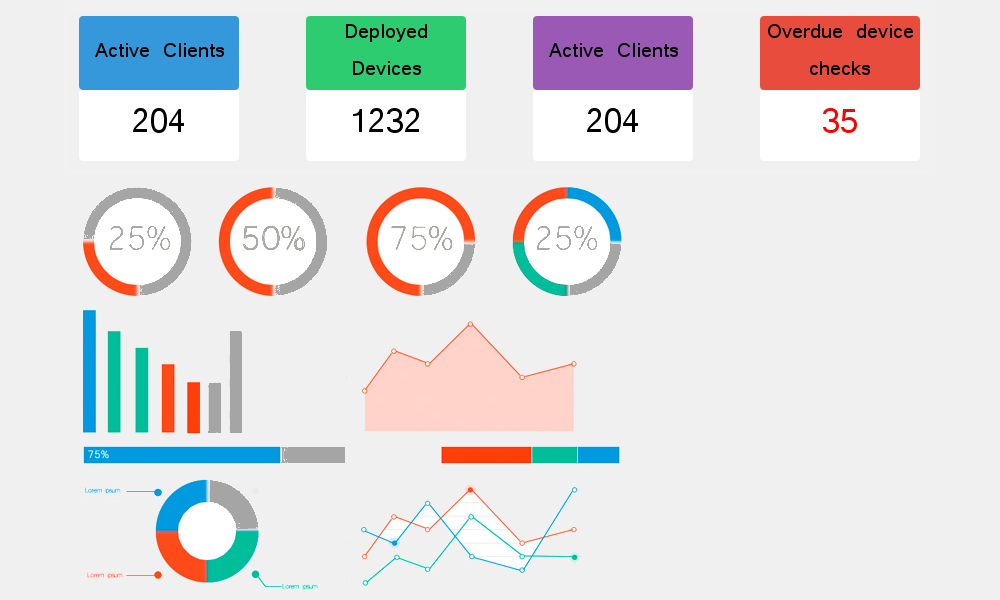 Active Clients
204
Deployed
Devices
1232
Active Clients
204
Overdue device
checks
35
25%
50%
75%
25%
75%
Lorem ipsum
Lorem ipsum
Lorem ipsum